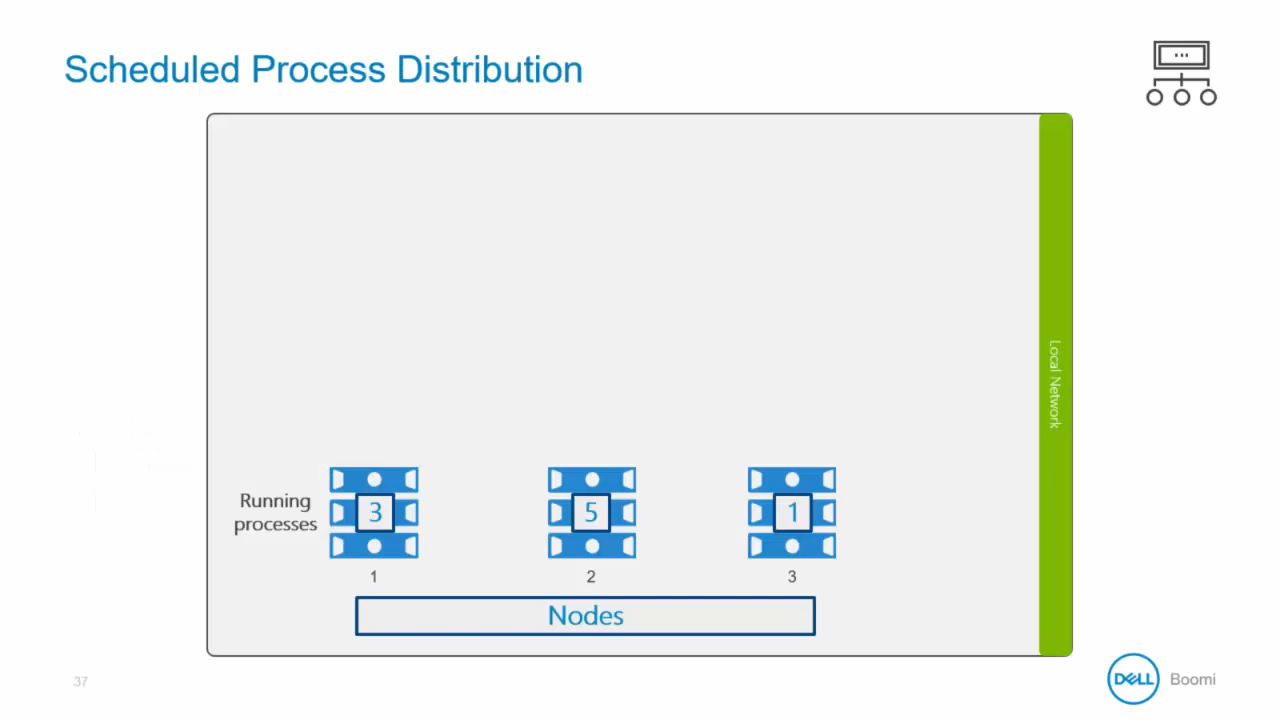 Scheduled Process Distribution
Local Network
Running
processes
3
5
1
1
2
3
Nodes
37
DELL
Boomi